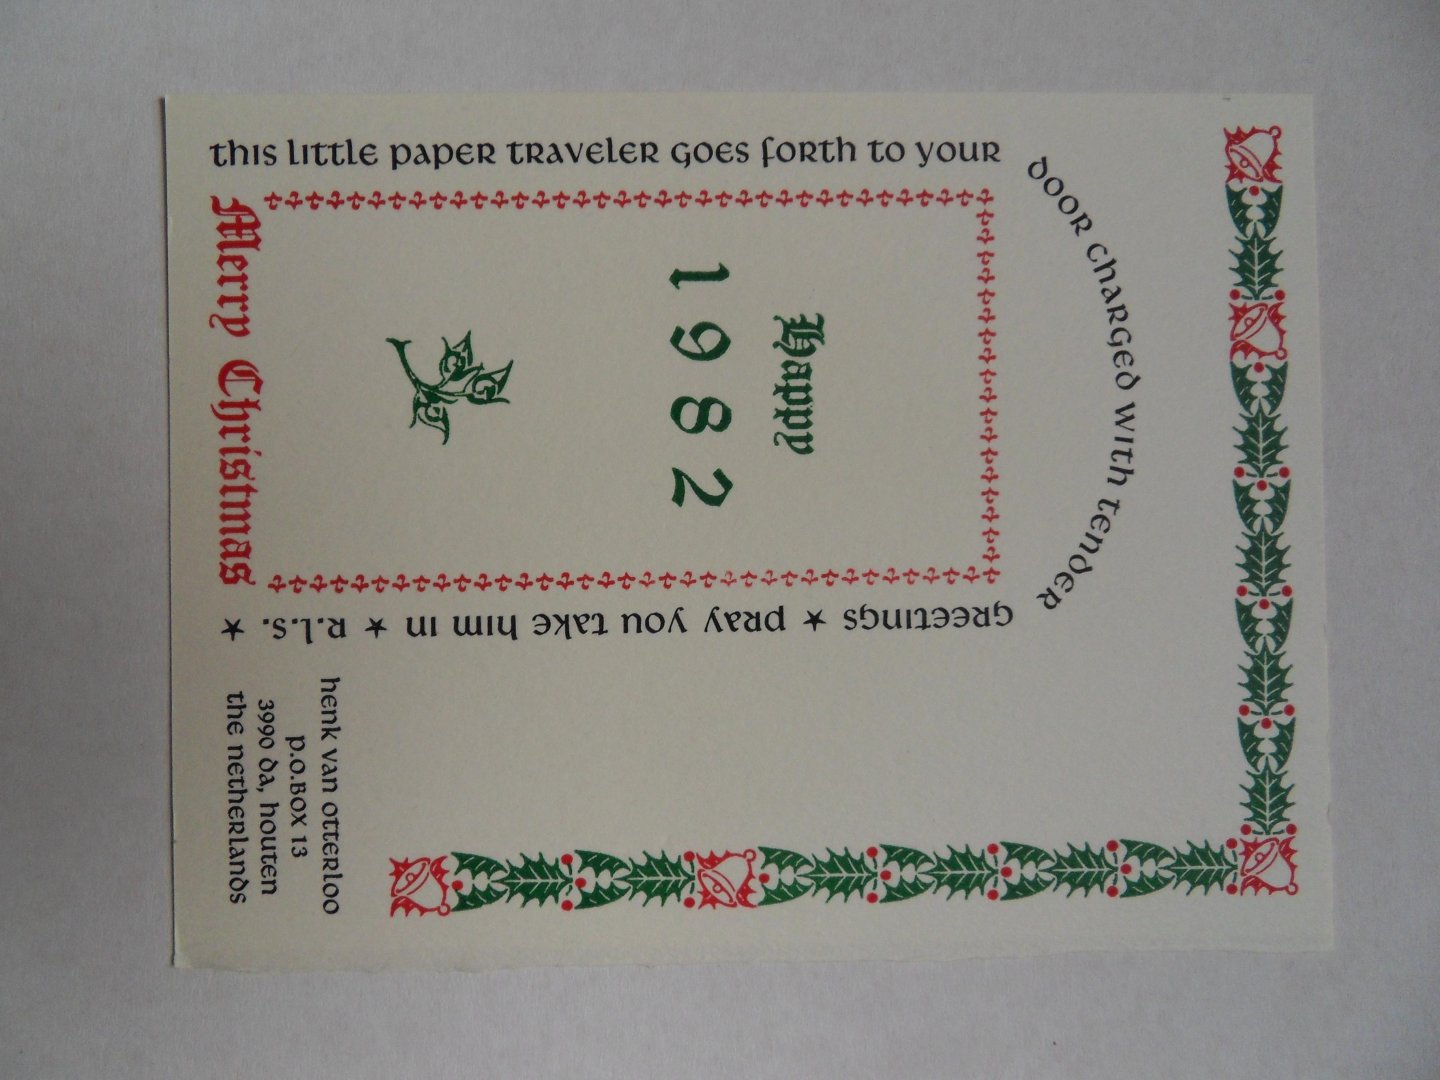 this little paper traveler goes forth to your
door charged with tender
greetings ★ pray you take him in ★ R.L.S. ★
Happy
1982
Merry Christmas
henk van otterloo
p.o.box 13
3990 da, houten
the netherlands